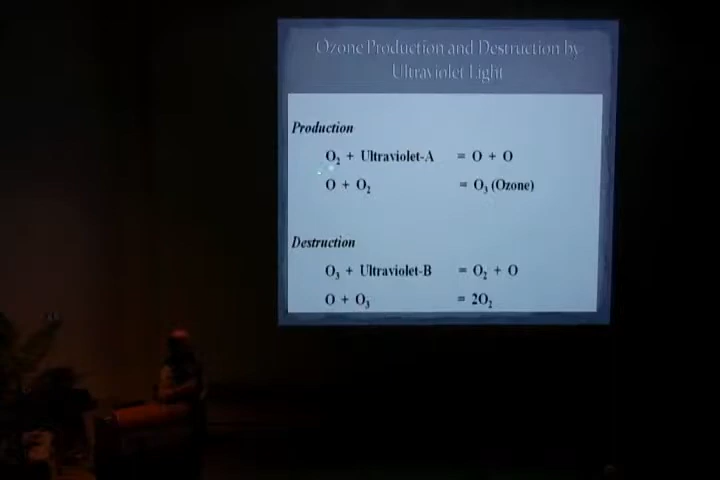 Ozone Production and Destruction by
Ultraviolet Light
Production
O₂ + Ultraviolet-A = O + O
O + O₂ = O₃ (Ozone)
Destruction
O₃ + Ultraviolet-B = O₂ + O
O + O₃ = 2O₂